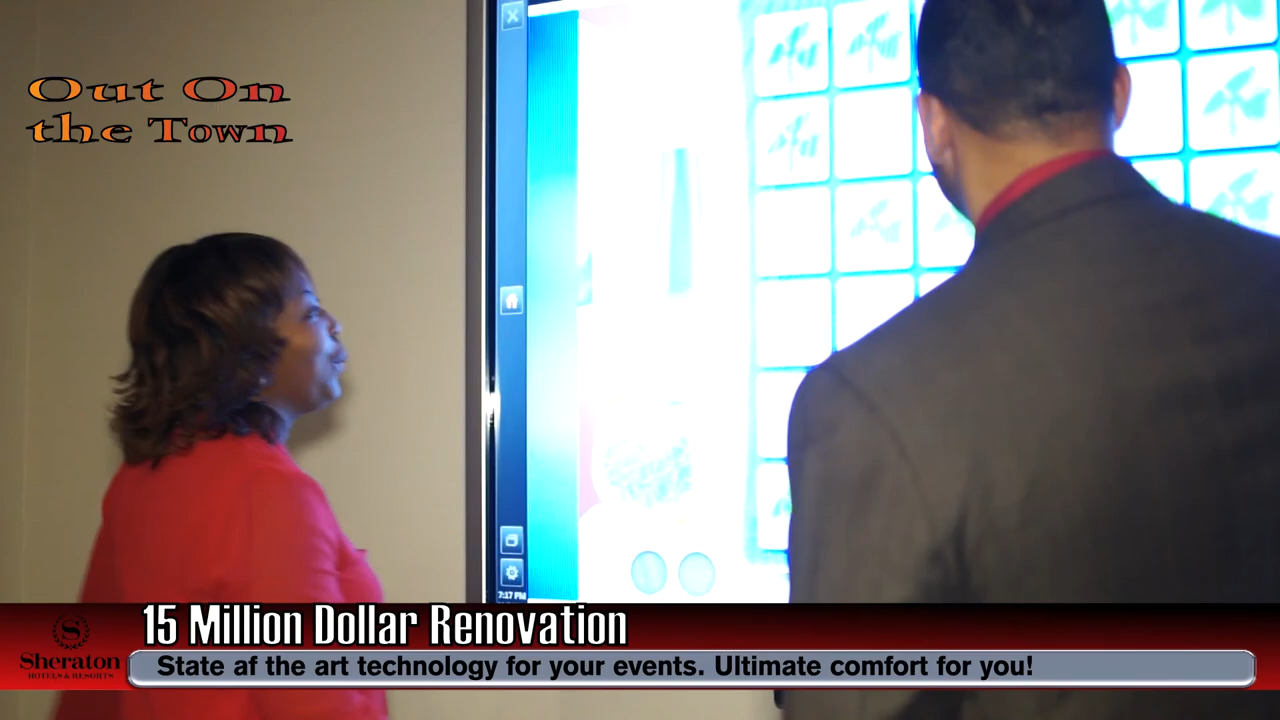 Out On
the Town
7:17 PM
15 Million Dollar Renovation
State af the art technology for your events. Ultimate comfort for you!
S
Sheraton
HOTELS & RESORTS